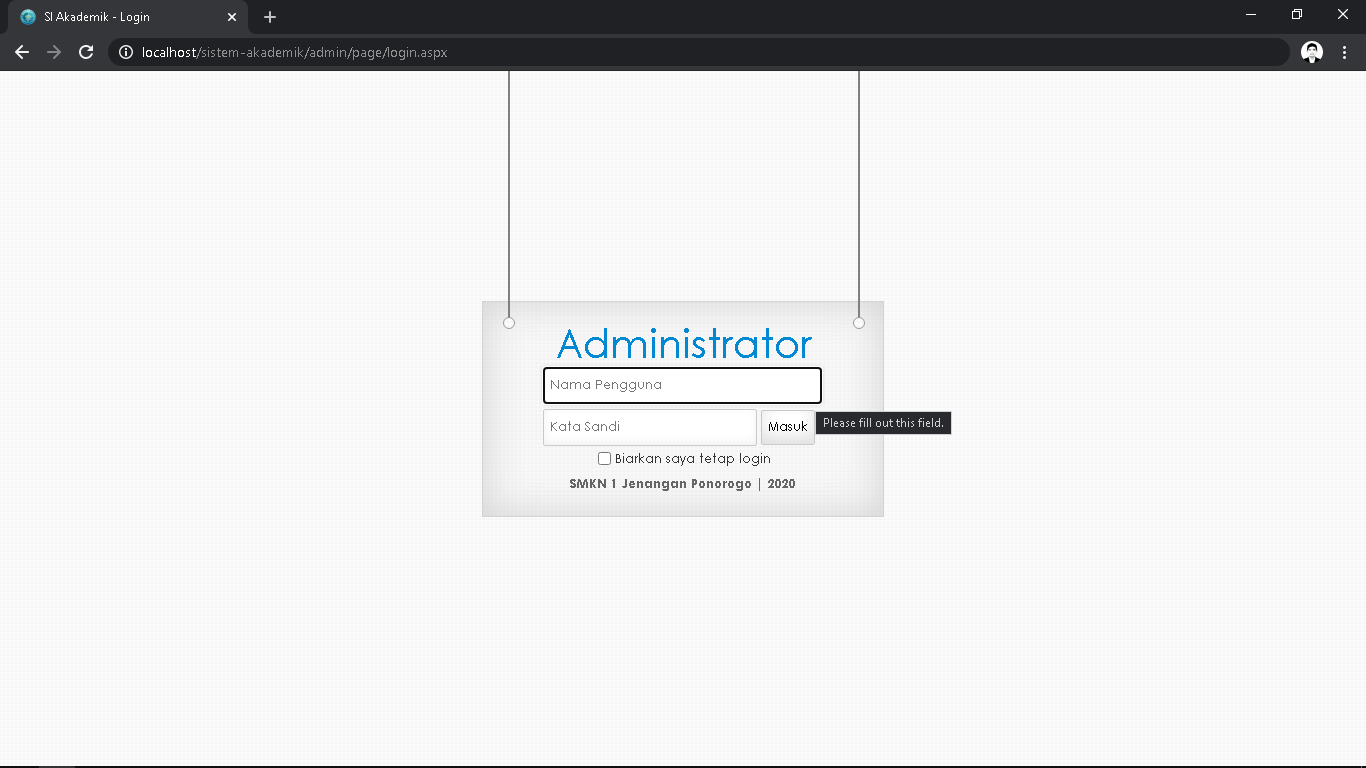 SI Akademik - Login
localhost/sistem-akademik/admin/page/login.aspx
Administrator
Nama Pengguna
Kata Sandi
Masuk
Please fill out this field.
Biarkan saya tetap login
SMKN 1 Jenangan Ponorogo | 2020